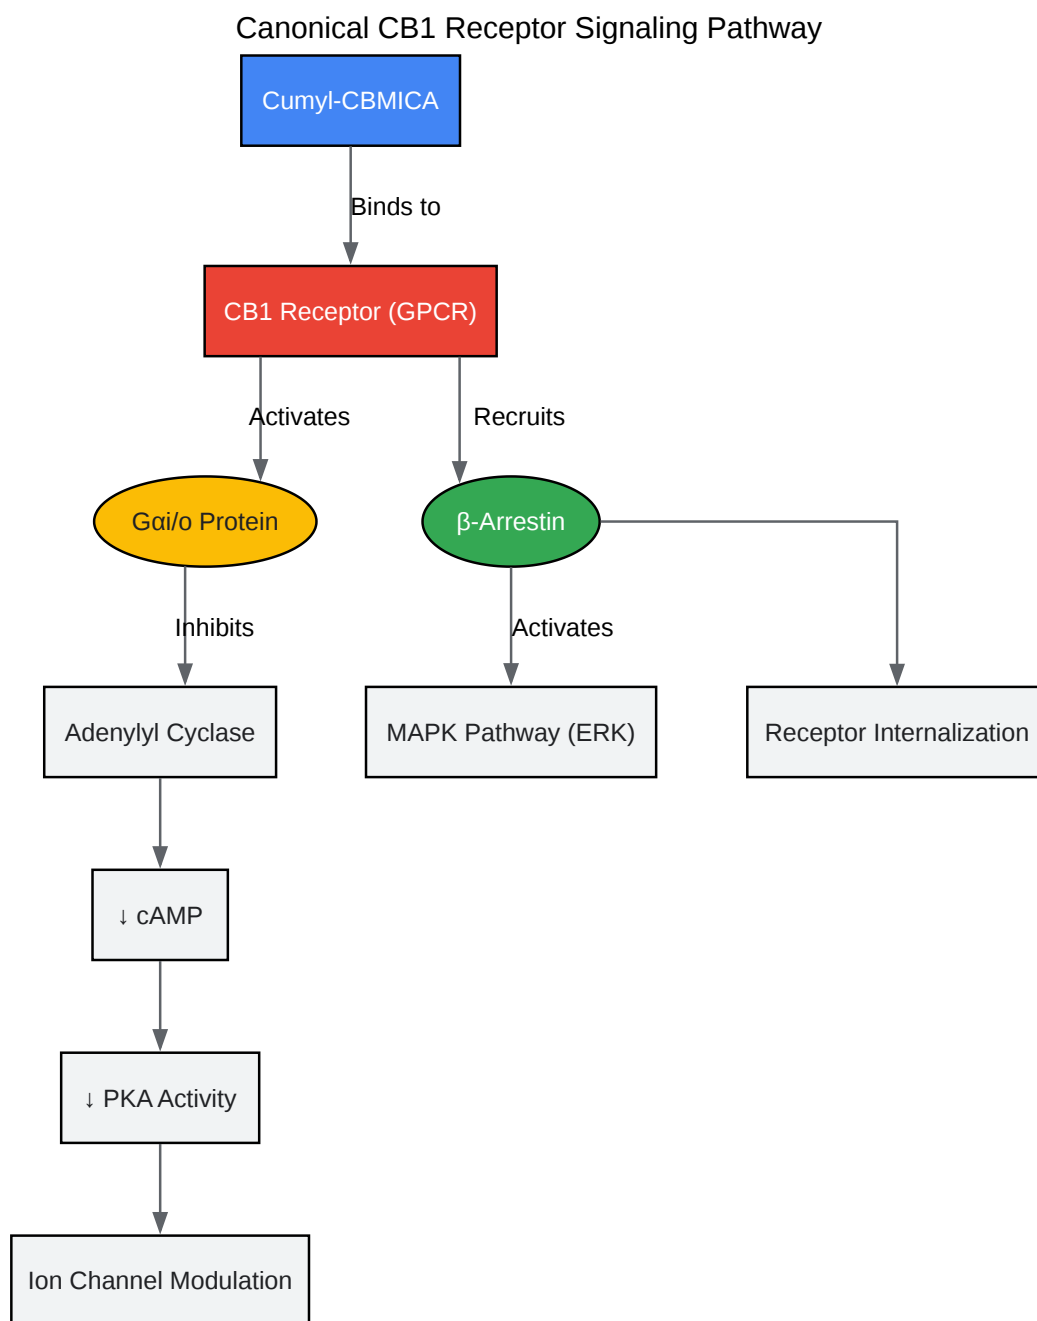 Canonical CB1 Receptor Signaling Pathway
Cumyl-CBMICA
Binds to
CB1 Receptor (GPCR)
Activates
Recruits
Gαi/o Protein
β-Arrestin
Inhibits
Activates
Adenylyl Cyclase
MAPK Pathway (ERK)
Receptor Internalization
↓ cAMP
↓ PKA Activity
Ion Channel Modulation